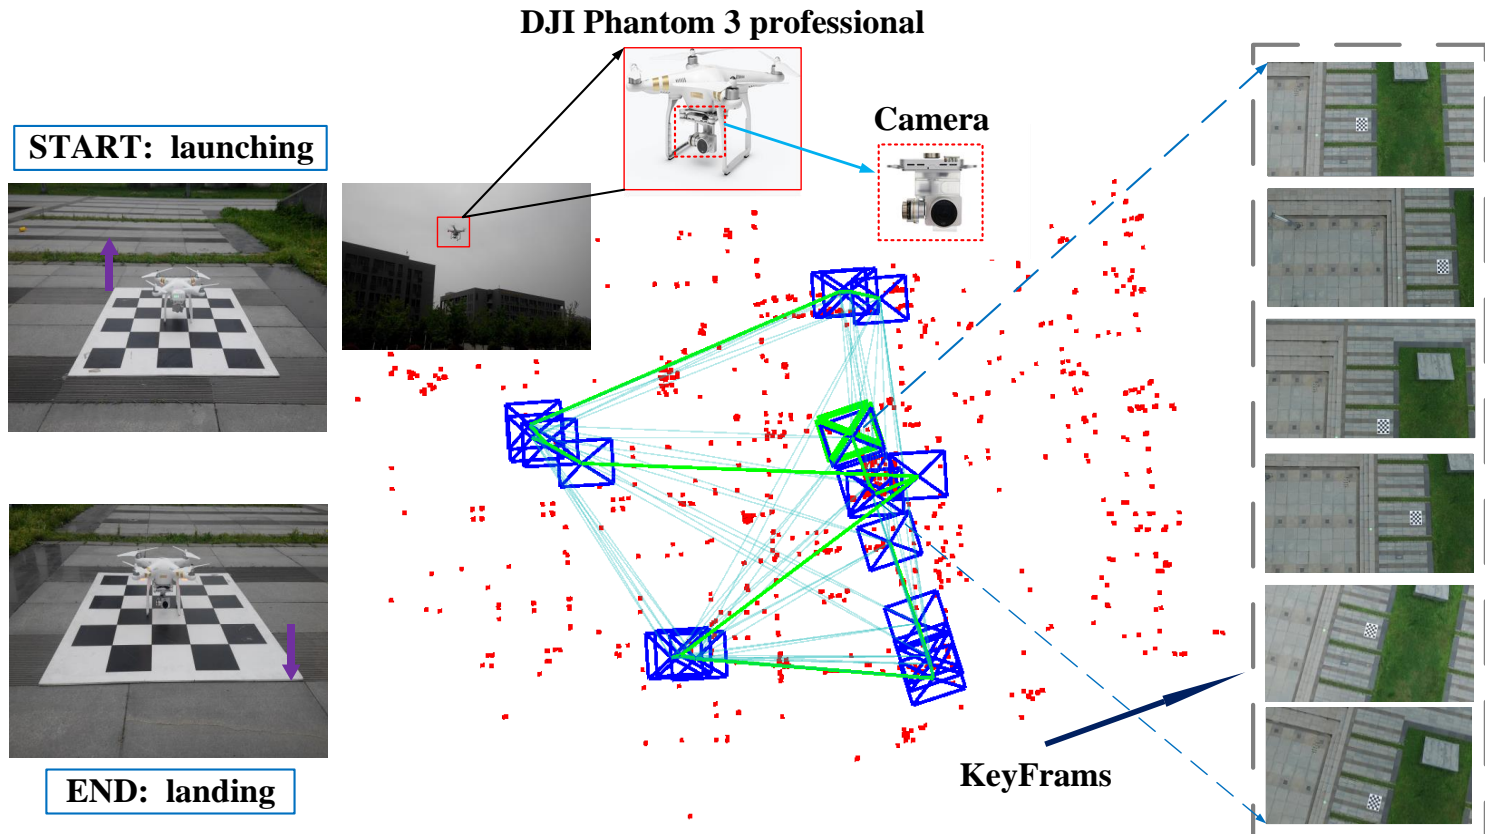 DJI Phantom 3 professional
Camera
START: launching
END: landing
KeyFrams